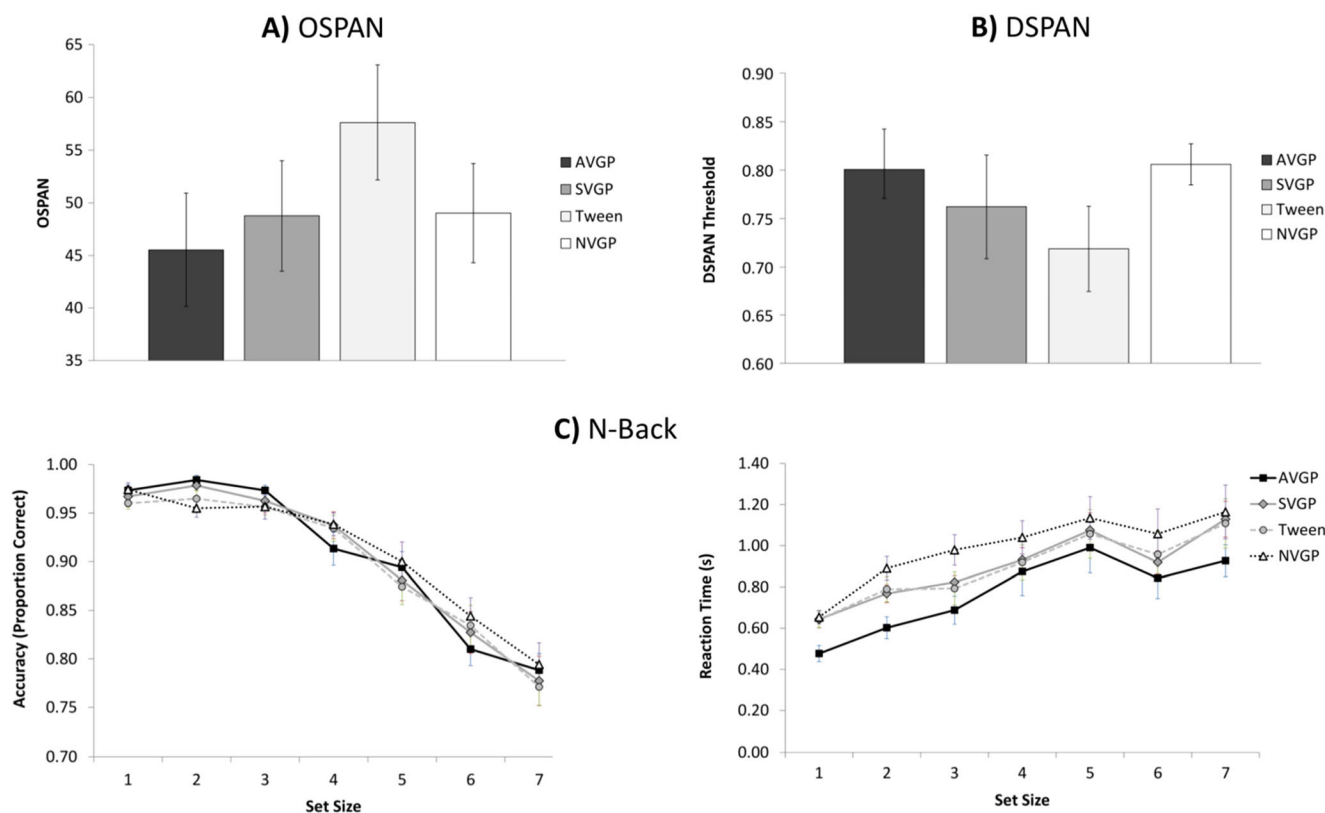 A) OSPAN
65
60
55
50
45
40
35
OSPAN
AVGP
SVGP
Tween
NVGP
B) DSPAN
0.90
0.85
0.80
0.75
0.70
0.65
0.60
DSPAN Threshold
AVGP
SVGP
Tween
NVGP
C) N-Back
1.00
0.95
0.90
0.85
0.80
0.75
0.70
Accuracy (Proportion Correct)
1 2 3 4 5 6 7
Set Size
1.40
1.20
1.00
0.80
0.60
0.40
0.20
0.00
Reaction Time (s)
1 2 3 4 5 6 7
Set Size
AVGP
SVGP
Tween
NVGP